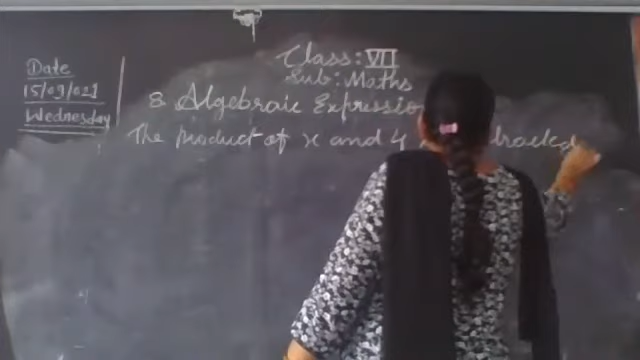 Date
15/09/021
Wednesday
Class: VII
Sub: Maths
8 Algebraic Expressio
The product of x and 4 tracted